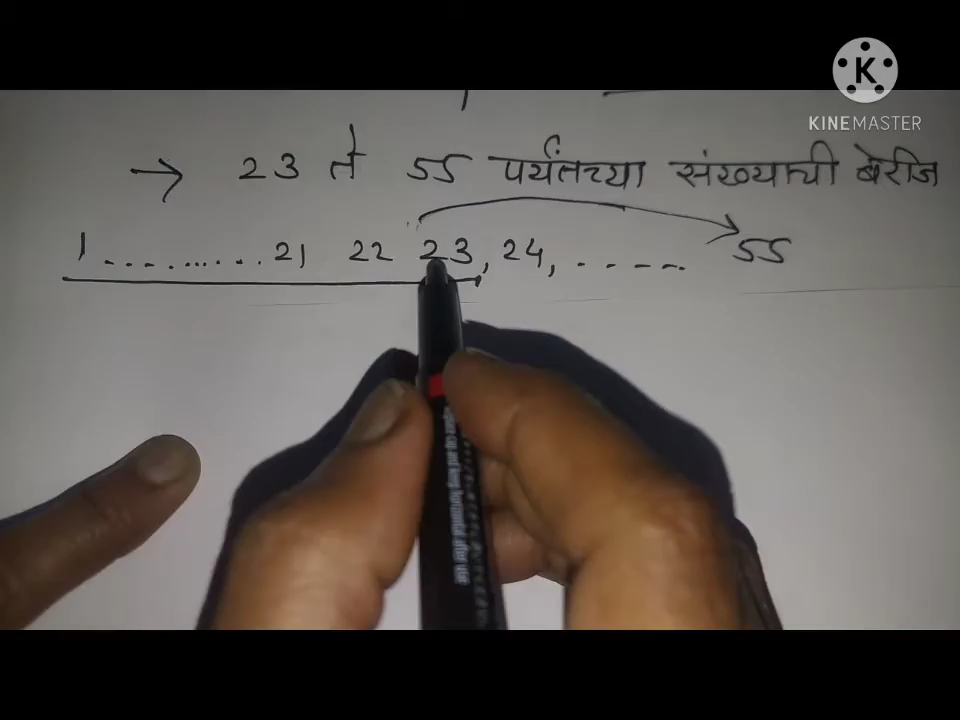 K
KINEMASTER
→ 23 ते 55 पर्यंतच्या संख्याची बेरीज
1 . . . . . . . . . . 21 22 23, 24, . . . . . 55